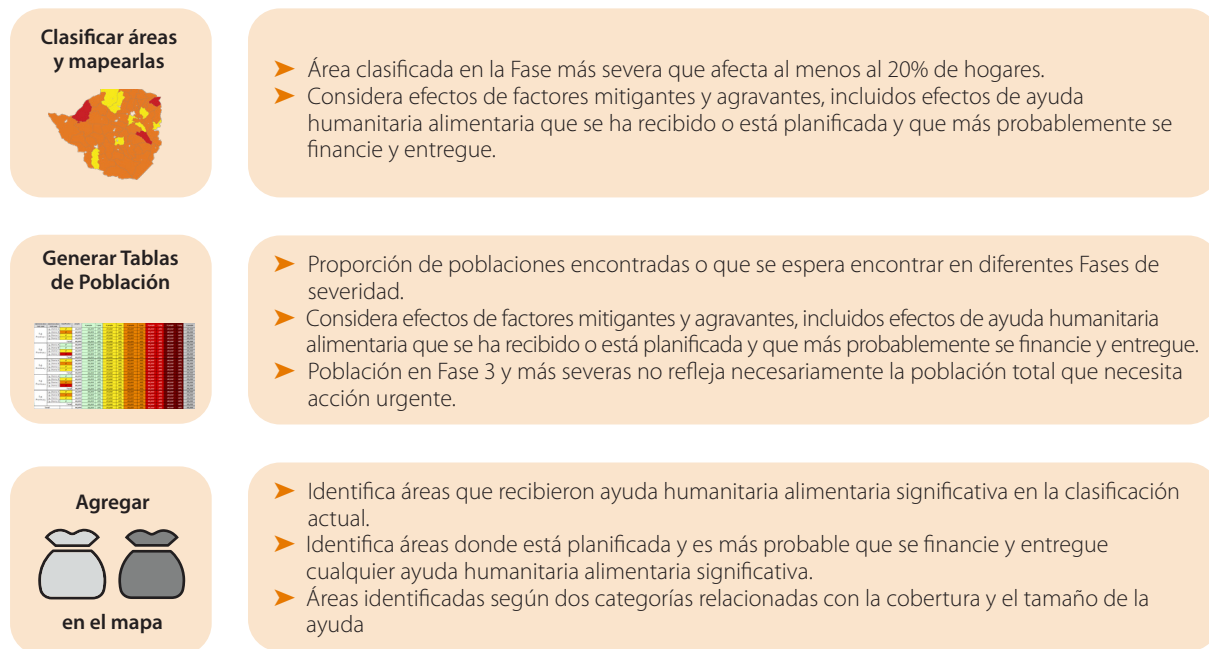 Clasificar áreas
y mapearlas
➤ Área clasificada en la Fase más severa que afecta al menos al 20% de hogares.
➤ Considera efectos de factores mitigantes y agravantes, incluidos efectos de ayuda
humanitaria alimentaria que se ha recibido o está planificada y que más probablemente se
financie y entregue.
Generar Tablas
de Población
➤ Proporción de poblaciones encontradas o que se espera encontrar en diferentes Fases de
severidad.
➤ Considera efectos de factores mitigantes y agravantes, incluidos efectos de ayuda humanitaria
alimentaria que se ha recibido o está planificada y que más probablemente se financie y entregue.
➤ Población en Fase 3 y más severas no refleja necesariamente la población total que necesita
acción urgente.
Agregar
en el mapa
➤ Identifica áreas que recibieron ayuda humanitaria alimentaria significativa en la clasificación
actual.
➤ Identifica áreas donde está planificada y es más probable que se financie y entregue
cualquier ayuda humanitaria alimentaria significativa.
➤ Áreas identificadas según dos categorías relacionadas con la cobertura y el tamaño de la
ayuda